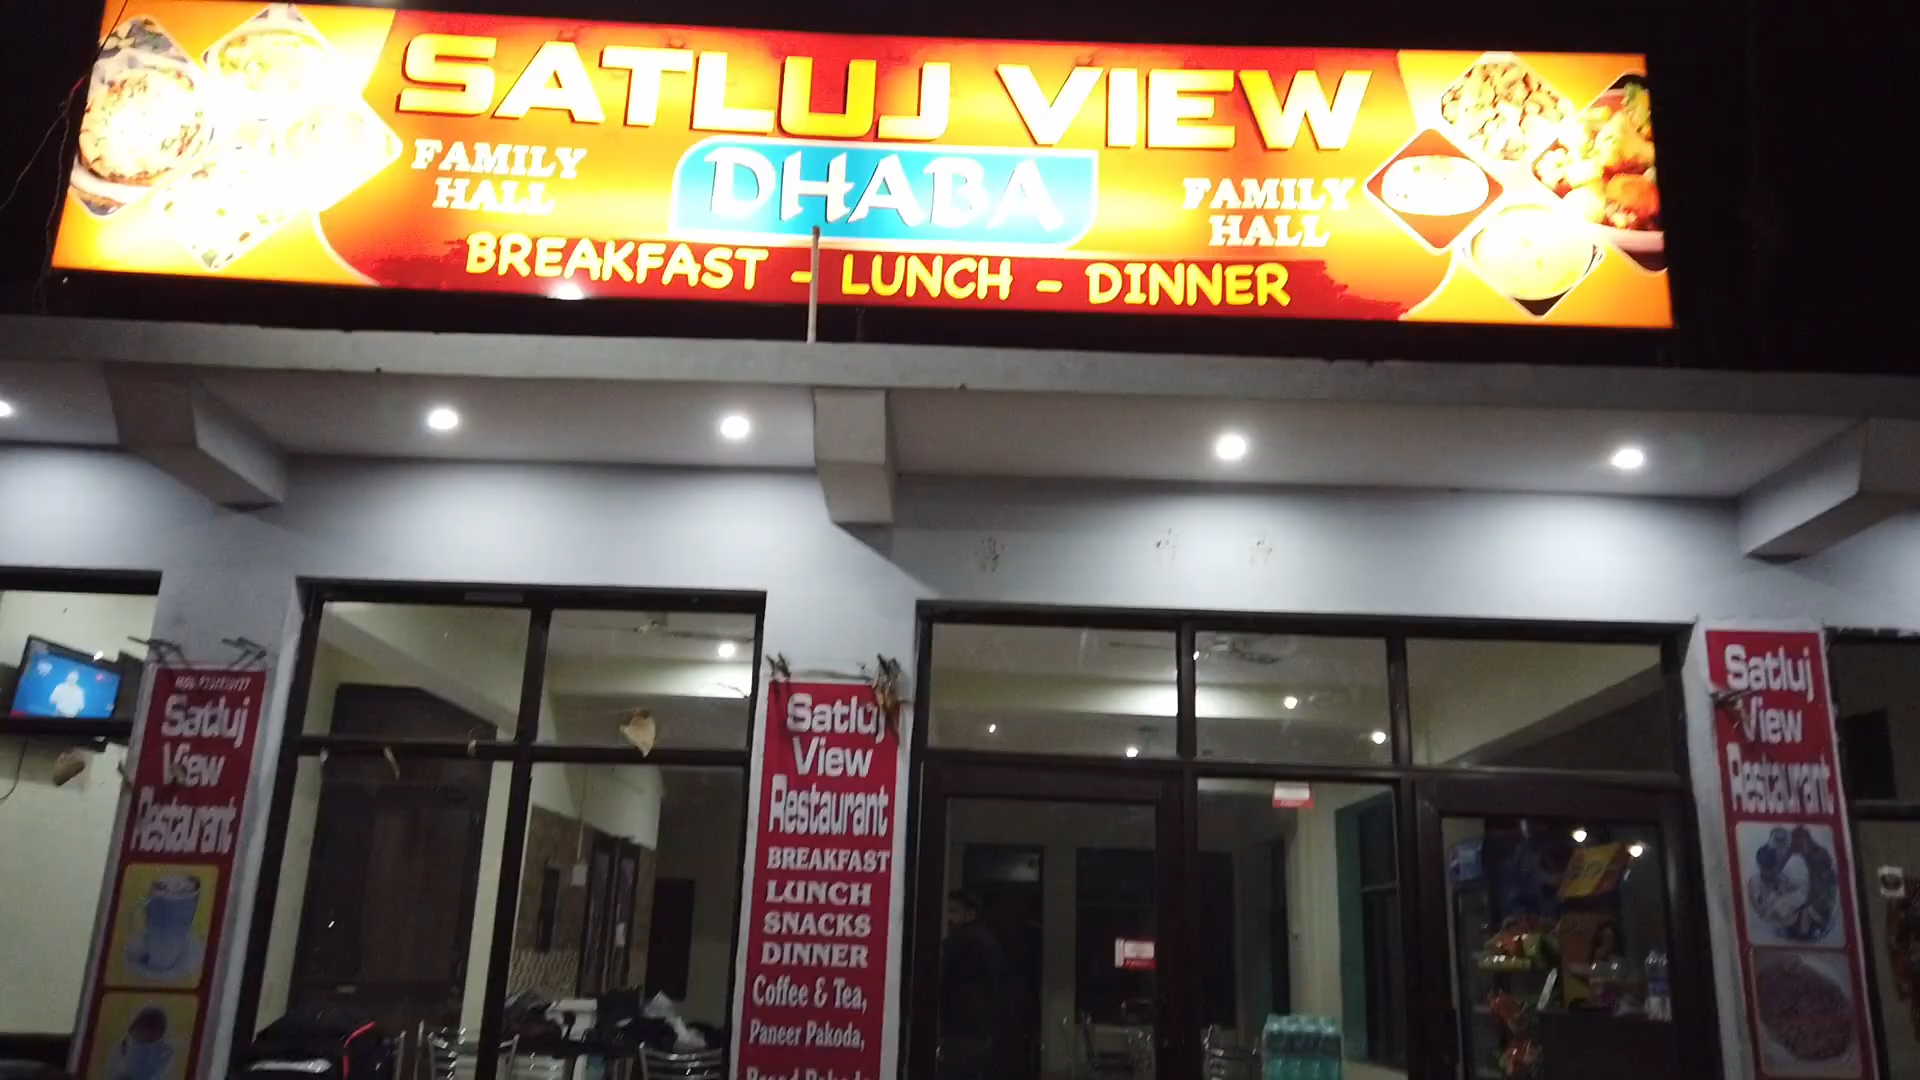 SATLUJ VIEW
DHABA
FAMILY
HALL
FAMILY
HALL
BREAKFAST - LUNCH - DINNER
Satluj
View
Restaurant
Satluj
View
Restaurant
BREAKFAST
LUNCH
SNACKS
DINNER
Coffee & Tea,
Paneer Pakoda,
Satluj
View
Restaurant